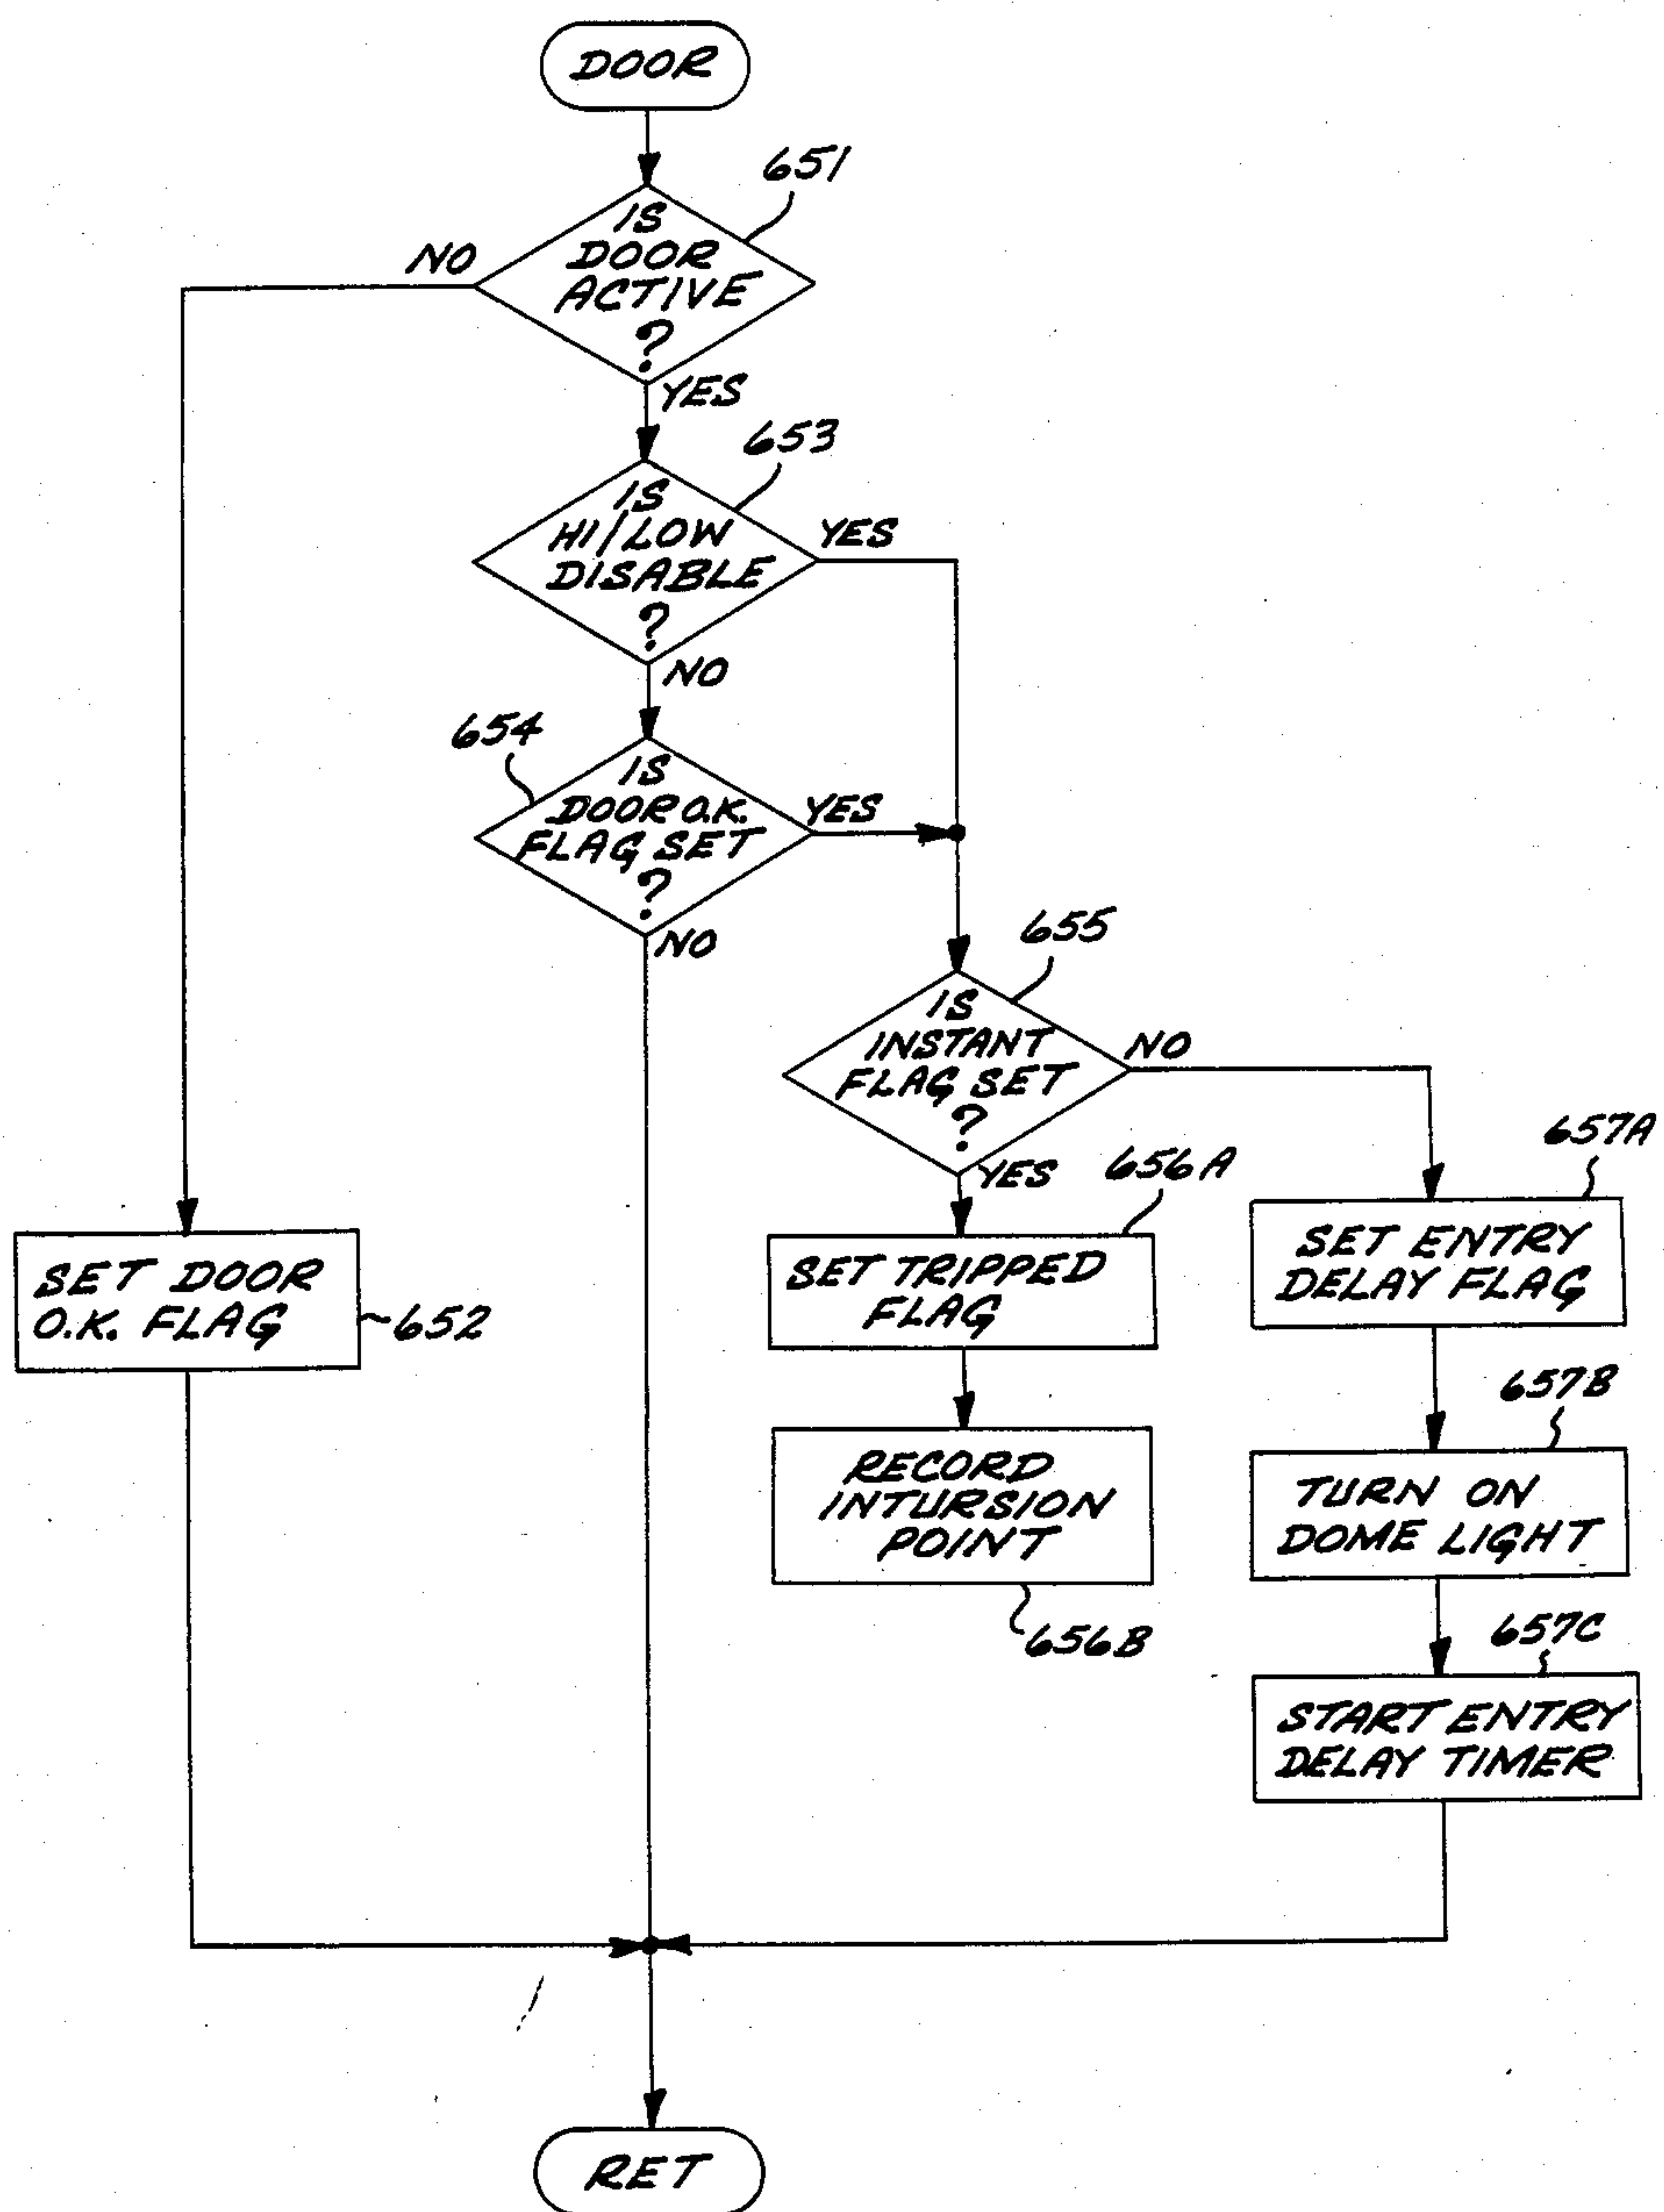 DOOR
651
IS
DOOR
ACTIVE
?
NO
YES
653
IS
HI/LOW
DISABLE
?
YES
NO
654
IS
DOOR O.K.
FLAG SET
?
YES
NO
655
IS
INSTANT
FLAG SET
?
NO
YES
656A
657A
SET DOOR
O.K. FLAG
652
SET TRIPPED
FLAG
SET ENTRY
DELAY FLAG
657B
RECORD
INTURSION
POINT
656B
TURN ON
DOME LIGHT
657C
START ENTRY
DELAY TIMER
RET